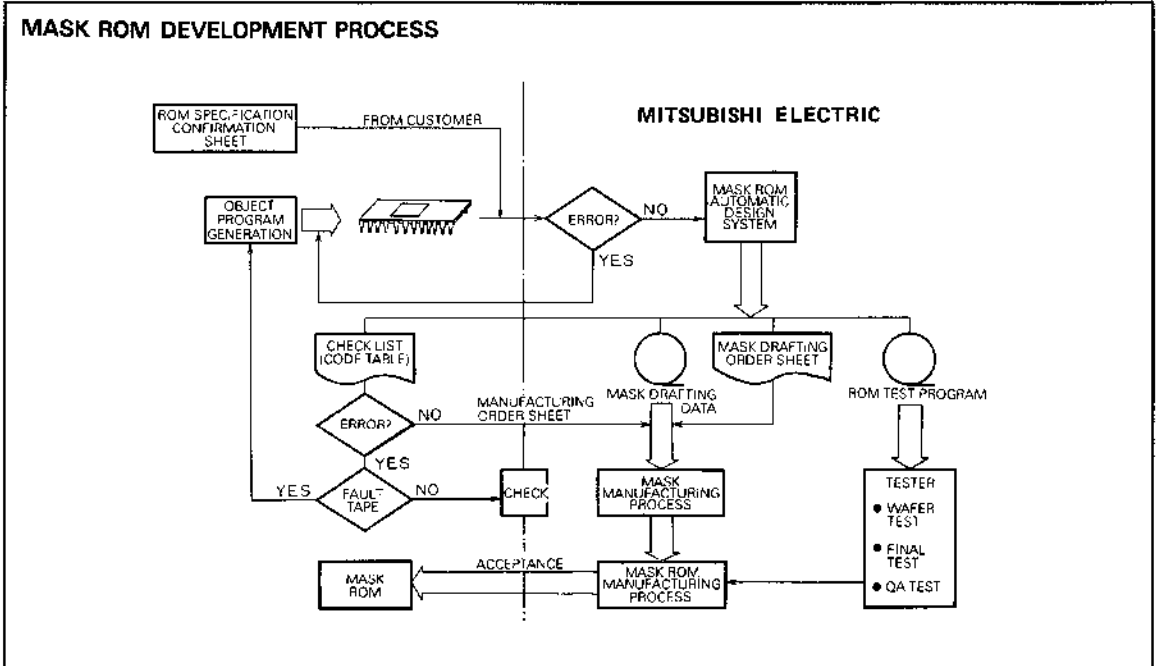 MASK ROM DEVELOPMENT PROCESS
MITSUBISHI ELECTRIC
ROM SPECIFICATION
CONFIRMATION
SHEET
FROM CUSTOMER
OBJECT
PROGRAM
GENERATION
ERROR?
NO
YES
MASK ROM
AUTOMATIC
DESIGN
SYSTEM
CHECK LIST
(CODE TABLE)
MASK DRAFTING
DATA
MASK DRAFTING
ORDER SHEET
ROM TEST PROGRAM
ERROR?
NO
MANUFACTURING
ORDER SHEET
YES
YES
FAULT
TAPE
NO
CHECK
MASK
MANUFACTURING
PROCESS
TESTER
● WAFER
TEST
● FINAL
TEST
● QA TEST
MASK
ROM
ACCEPTANCE
MASK ROM
MANUFACTURING
PROCESS